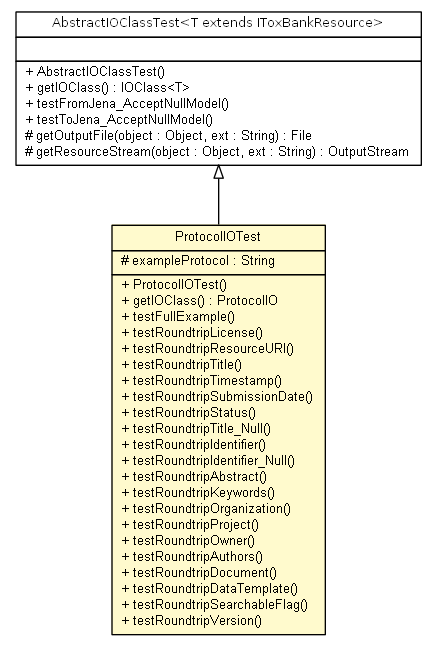 AbstractIOClassTest<T extends IToxBankResource>
+ AbstractIOClassTest()
+ getIOClass() : IOClass<T>
+ testFromJena_AcceptNullModel()
+ testToJena_AcceptNullModel()
# getOutputFile(object : Object, ext : String) : File
# getResourceStream(object : Object, ext : String) : OutputStream
ProtocolIOTest
# exampleProtocol : String
+ ProtocolIOTest()
+ getIOClass() : ProtocolIO
+ testFullExample()
+ testRoundtripLicense()
+ testRoundtripResourceURI()
+ testRoundtripTitle()
+ testRoundtripTimestamp()
+ testRoundtripSubmissionDate()
+ testRoundtripStatus()
+ testRoundtripTitle_Null()
+ testRoundtripIdentifier()
+ testRoundtripIdentifier_Null()
+ testRoundtripAbstract()
+ testRoundtripKeywords()
+ testRoundtripOrganization()
+ testRoundtripProject()
+ testRoundtripOwner()
+ testRoundtripAuthors()
+ testRoundtripDocument()
+ testRoundtripDataTemplate()
+ testRoundtripSearchableFlag()
+ testRoundtripVersion()